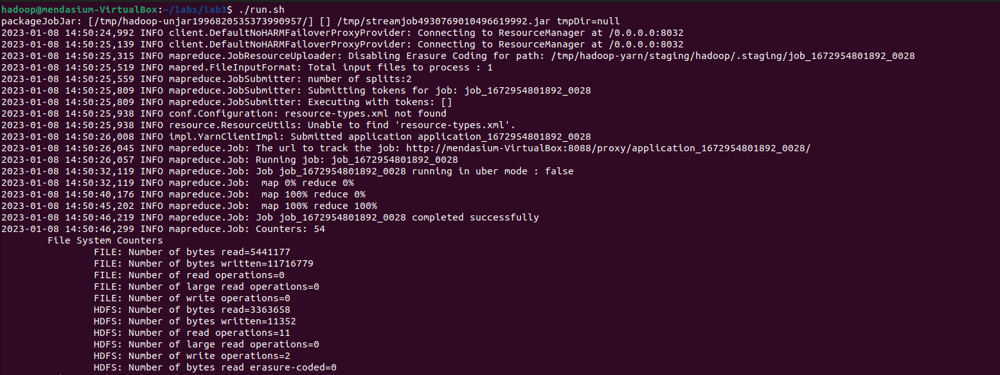 hadoop@mendasium-VirtualBox:~/labs/lab3$ ./run.sh
packageJobJar: [/tmp/hadoop-unjar1996820535373990957/] [] /tmp/streamjob4930769010496619992.jar tmpDir=null
2023-01-08 14:50:24,992 INFO client.DefaultNoHARMFailoverProxyProvider: Connecting to ResourceManager at /0.0.0.0:8032
2023-01-08 14:50:25,139 INFO client.DefaultNoHARMFailoverProxyProvider: Connecting to ResourceManager at /0.0.0.0:8032
2023-01-08 14:50:25,315 INFO mapreduce.JobResourceUploader: Disabling Erasure Coding for path: /tmp/hadoop-yarn/staging/hadoop/.staging/job_1672954801892_0028
2023-01-08 14:50:25,519 INFO mapred.FileInputFormat: Total input files to process : 1
2023-01-08 14:50:25,559 INFO mapreduce.JobSubmitter: number of splits:2
2023-01-08 14:50:25,809 INFO mapreduce.JobSubmitter: Submitting tokens for job: job_1672954801892_0028
2023-01-08 14:50:25,809 INFO mapreduce.JobSubmitter: Executing with tokens: []
2023-01-08 14:50:25,938 INFO conf.Configuration: resource-types.xml not found
2023-01-08 14:50:25,938 INFO resource.ResourceUtils: Unable to find 'resource-types.xml'.
2023-01-08 14:50:26,008 INFO impl.YarnClientImpl: Submitted application application_1672954801892_0028
2023-01-08 14:50:26,045 INFO mapreduce.Job: The url to track the job: http://mendasium-VirtualBox:8088/proxy/application_1672954801892_0028/
2023-01-08 14:50:26,057 INFO mapreduce.Job: Running job: job_1672954801892_0028
2023-01-08 14:50:32,119 INFO mapreduce.Job: Job job_1672954801892_0028 running in uber mode : false
2023-01-08 14:50:32,119 INFO mapreduce.Job:  map 0% reduce 0%
2023-01-08 14:50:40,176 INFO mapreduce.Job:  map 100% reduce 0%
2023-01-08 14:50:45,202 INFO mapreduce.Job:  map 100% reduce 100%
2023-01-08 14:50:46,219 INFO mapreduce.Job: Job job_1672954801892_0028 completed successfully
2023-01-08 14:50:46,299 INFO mapreduce.Job: Counters: 54
File System Counters
FILE: Number of bytes read=5441177
FILE: Number of bytes written=11716779
FILE: Number of read operations=0
FILE: Number of large read operations=0
FILE: Number of write operations=0
HDFS: Number of bytes read=3363658
HDFS: Number of bytes written=11352
HDFS: Number of read operations=11
HDFS: Number of large read operations=0
HDFS: Number of write operations=2
HDFS: Number of bytes read erasure-coded=0